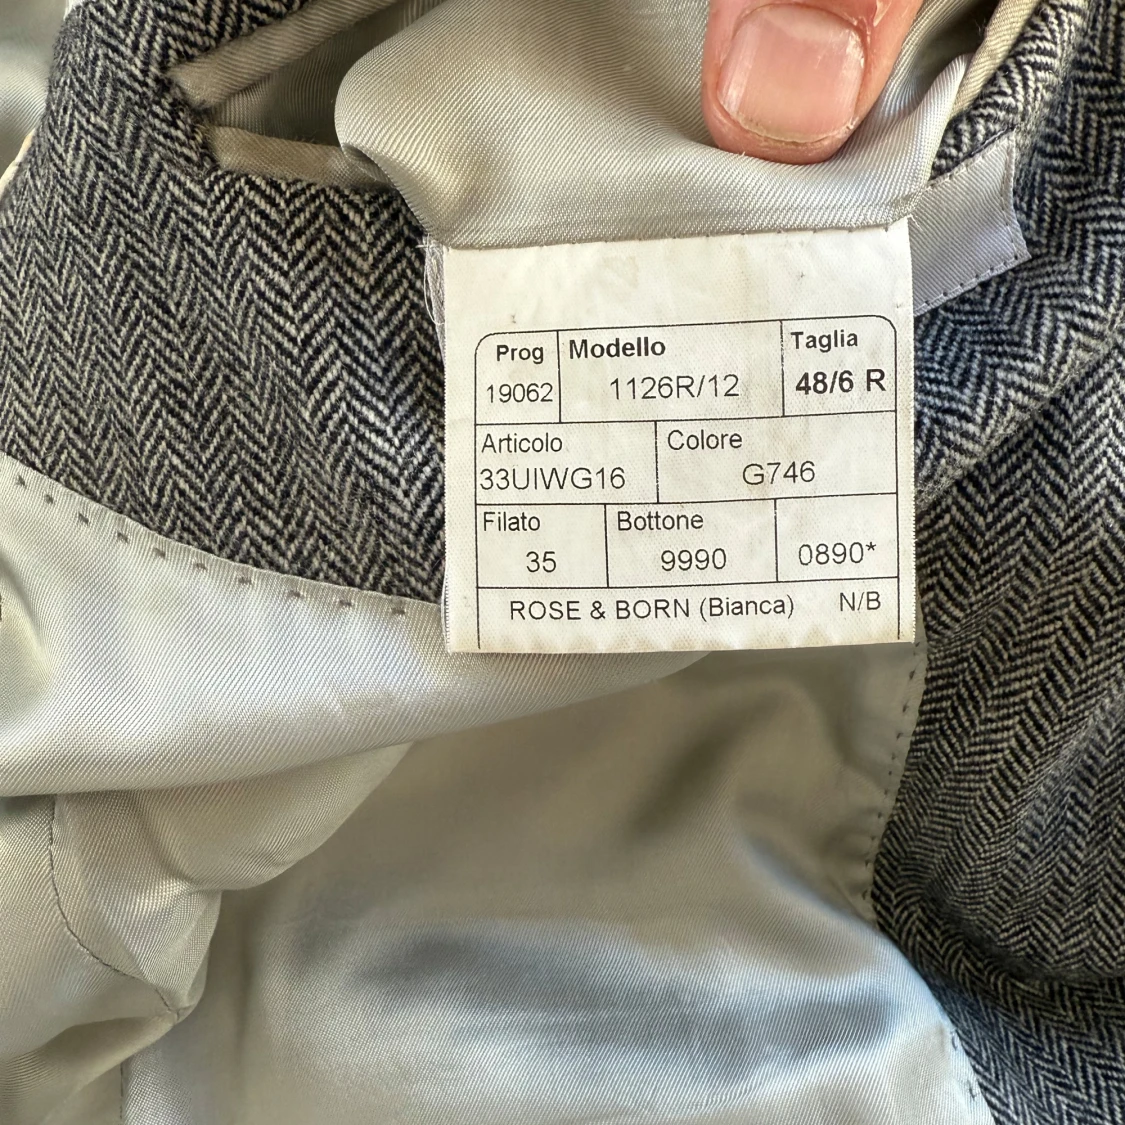 Prog Modello Taglia
19062 1126R/12 48/6 R
Articolo Colore
33UIWG16 G746
Filato Bottone
35 9990 0890*
ROSE & BORN (Bianca) N/B